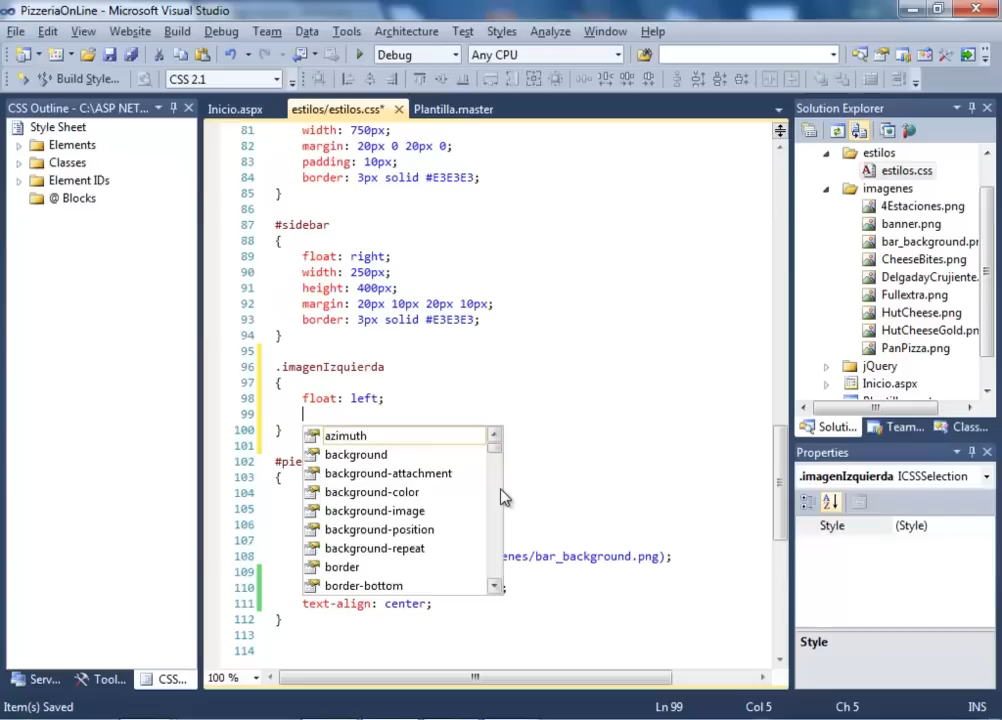 PizzeriaOnLine - Microsoft Visual Studio
File Edit View Website Build Debug Team Data Tools Architecture Test Styles Analyze Window Help
Debug Any CPU
Build Style... CSS 2.1
CSS Outline - C:\ASP NET...
Style Sheet
Elements
Classes
Element IDs
@ Blocks
Serv... Tool... CSS...
Inicio.aspx estilos/estilos.css* Plantilla.master
81 width: 750px;
82 margin: 20px 0 20px 0;
83 padding: 10px;
84 border: 3px solid #E3E3E3;
85 }
86
87 #sidebar
88 {
89 float: right;
90 width: 250px;
91 height: 400px;
92 margin: 20px 10px 20px 10px;
93 border: 3px solid #E3E3E3;
94 }
95
96 .imagenIzquierda
97 {
98 float: left;
99
100 }
101
102 #pie
103 {
104
105
106
107
108 enes/bar_background.png);
109
110 ;
111 text-align: center;
112 }
113
114
azimuth
background
background-attachment
background-color
background-image
background-position
background-repeat
border
border-bottom
100 %
Solution Explorer
estilos
estilos.css
imagenes
4Estaciones.png
banner.png
bar_background.pn
CheeseBites.png
DelgadayCrujiente.
Fullextra.png
HutCheese.png
HutCheeseGold.pn
PanPizza.png
jQuery
Inicio.aspx
Soluti... Team... Class...
Properties
.imagenIzquierda ICSSSelection
Style (Style)
Style
Item(s) Saved Ln 99 Col 5 Ch 5 INS